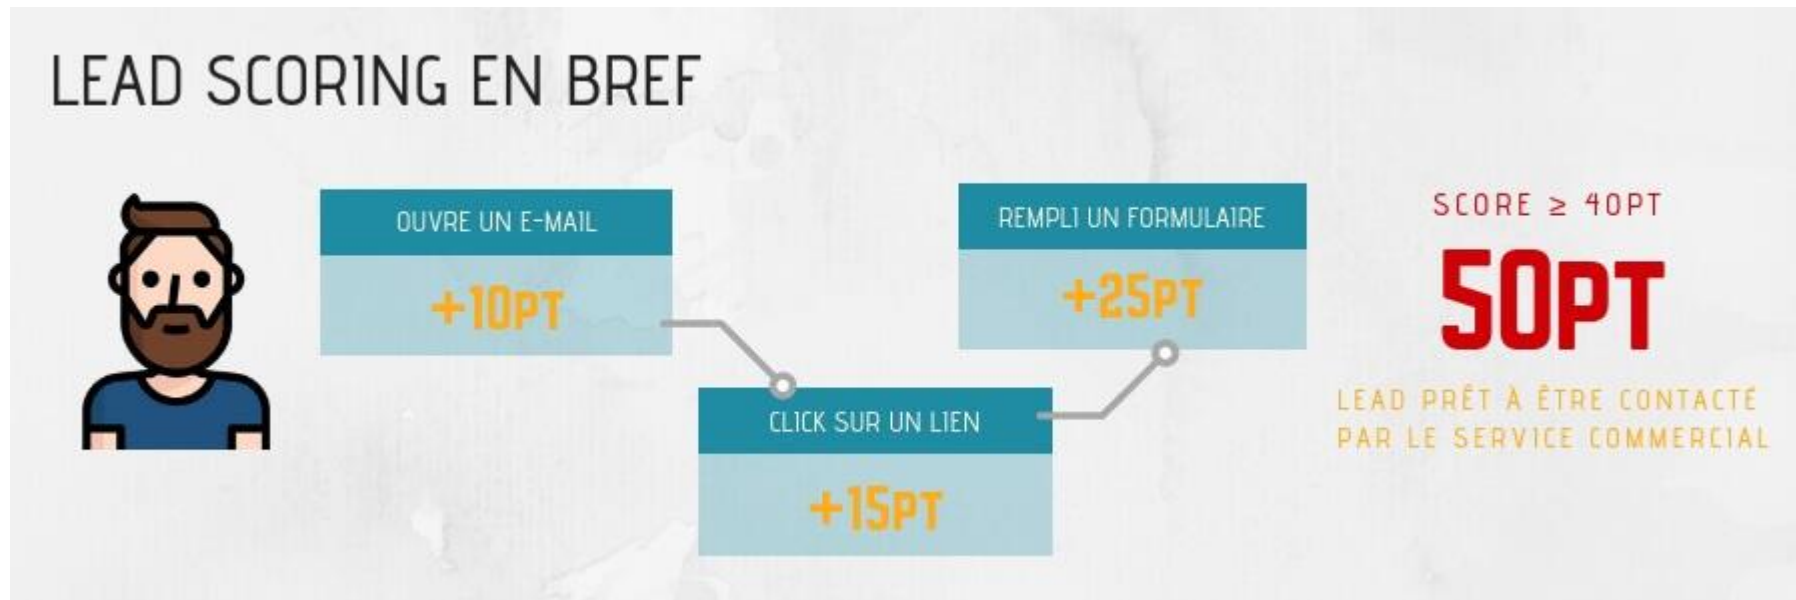 LEAD SCORING EN BREF
OUVRE UN E-MAIL
+10PT
CLICK SUR UN LIEN
+15PT
REMPLI UN FORMULAIRE
+25PT
SCORE ≥ 40PT
50PT
LEAD PRÊT À ÊTRE CONTACTÉ
PAR LE SERVICE COMMERCIAL